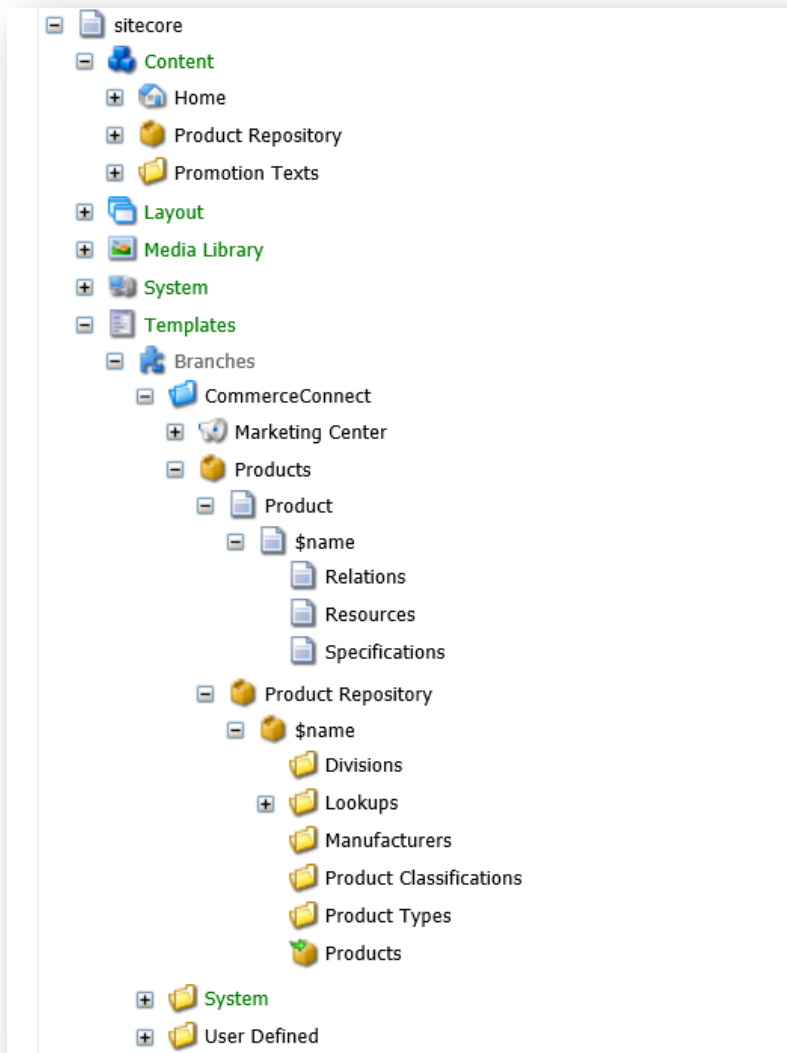 sitecore
Content
Home
Product Repository
Promotion Texts
Layout
Media Library
System
Templates
Branches
CommerceConnect
Marketing Center
Products
Product
$name
Relations
Resources
Specifications
Product Repository
$name
Divisions
Lookups
Manufacturers
Product Classifications
Product Types
Products
System
User Defined